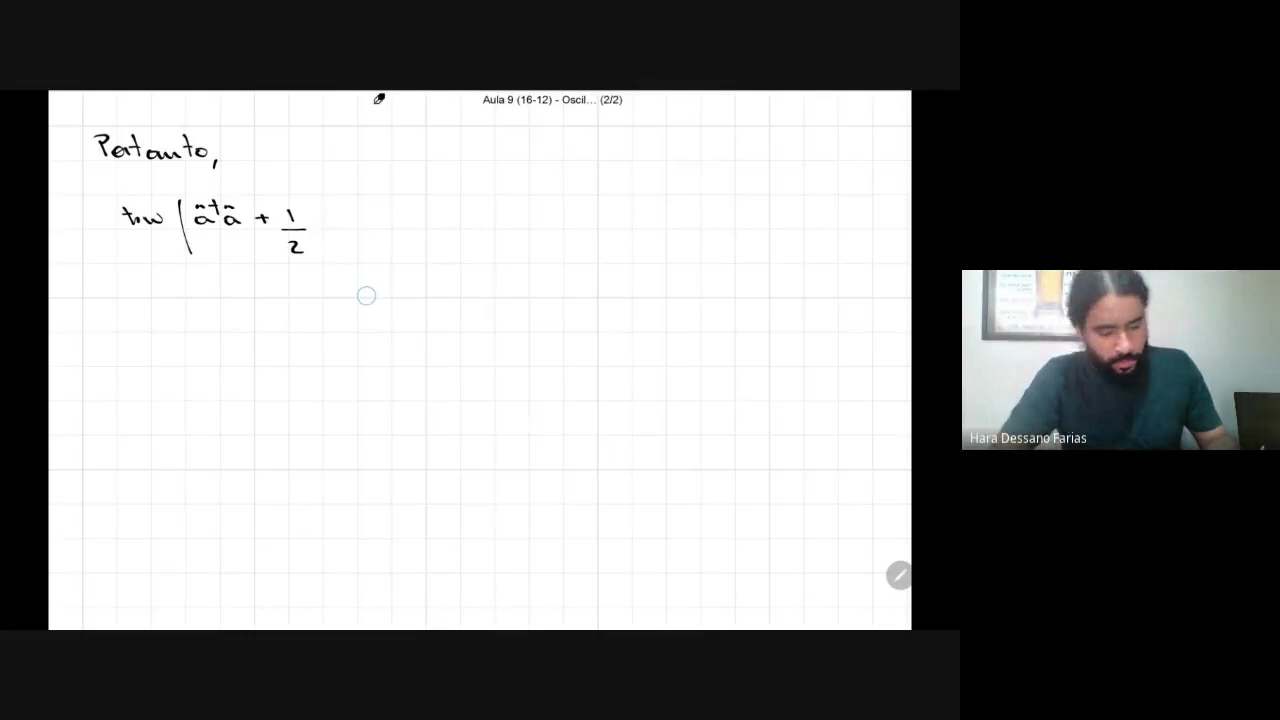 Aula 9 (16-12) - Oscil... (2/2)
Portanto,
ħω (â†â + 1/2
Hara Dessano Farias